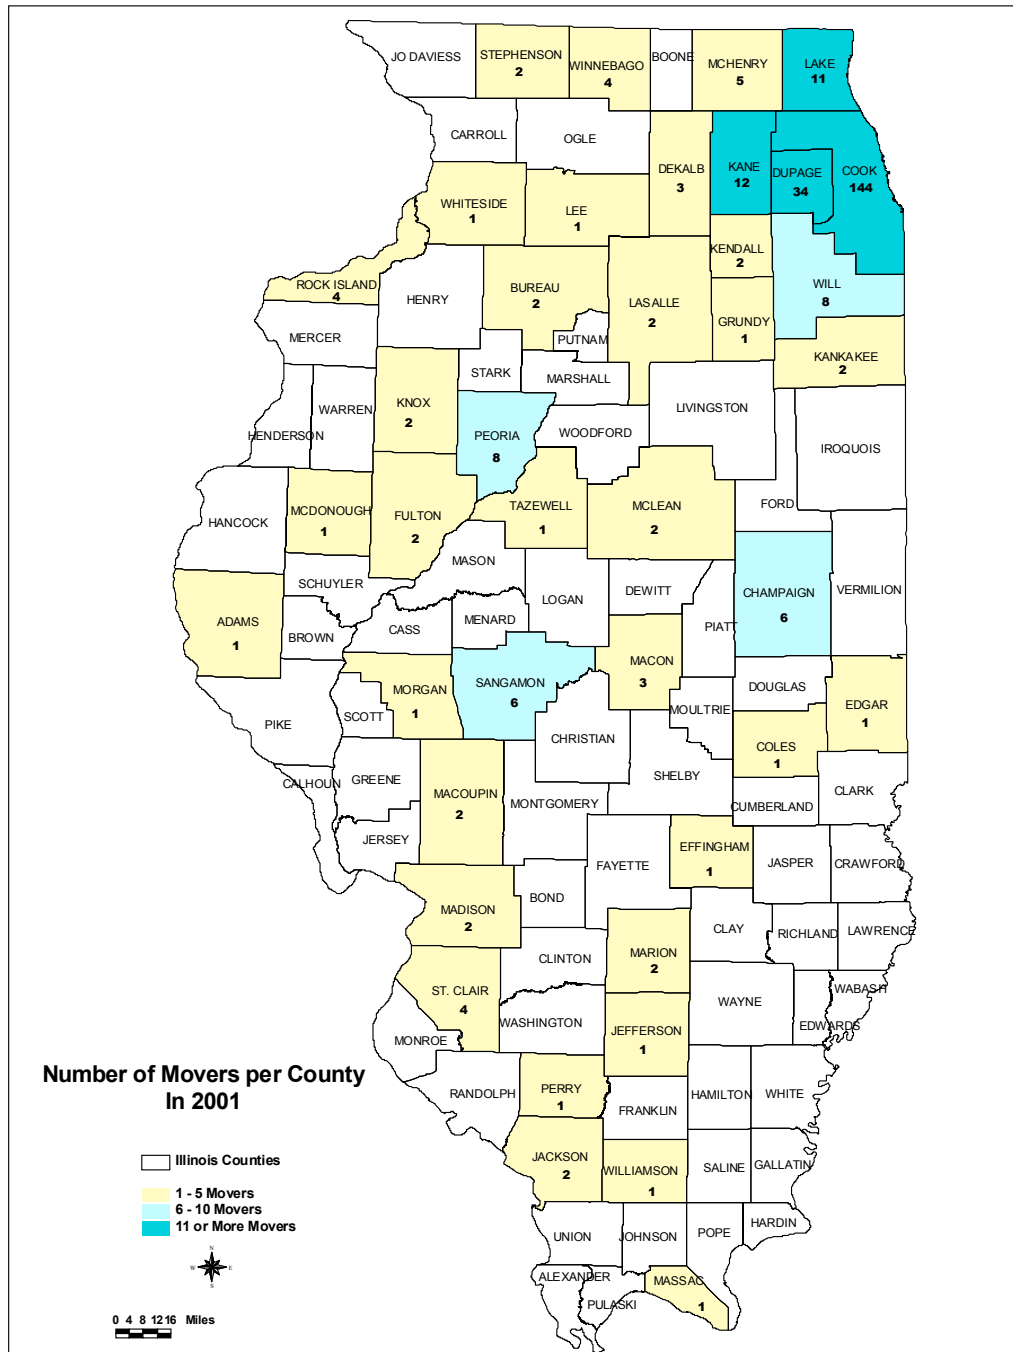 JO DAVIESS
STEPHENSON
2
WINNEBAGO
4
BOONE
MCHENRY
5
LAKE
11
CARROLL
OGLE
DEKALB
3
KANE
12
DUPAGE
34
COOK
144
WHITESIDE
1
LEE
1
KENDALL
2
ROCK ISLAND
4
HENRY
BUREAU
2
LASALLE
2
WILL
8
GRUNDY
1
MERCER
PUTNAM
KANKAKEE
2
STARK
MARSHALL
KNOX
2
WARREN
HENDERSON
PEORIA
8
WOODFORD
LIVINGSTON
IROQUOIS
HANCOCK
MCDONOUGH
1
FULTON
2
TAZEWELL
1
MCLEAN
2
FORD
MASON
SCHUYLER
LOGAN
DEWITT
CHAMPAIGN
6
VERMILION
ADAMS
1
BROWN
CASS
MENARD
PIATT
SANGAMON
6
MACON
3
MORGAN
1
DOUGLAS
EDGAR
1
PIKE
SCOTT
MOULTRIE
CHRISTIAN
COLES
1
SHELBY
CALHOUN
GREENE
MACOUPIN
2
MONTGOMERY
CUMBERLAND
CLARK
JERSEY
EFFINGHAM
1
FAYETTE
JASPER
CRAWFORD
MADISON
2
BOND
CLAY
RICHLAND
LAWRENCE
CLINTON
MARION
2
ST. CLAIR
4
WAYNE
WABASH
EDWARDS
WASHINGTON
JEFFERSON
1
MONROE
Number of Movers per County
In 2001
RANDOLPH
PERRY
1
FRANKLIN
HAMILTON
WHITE
JACKSON
2
WILLIAMSON
1
SALINE
GALLATIN
Illinois Counties
1 - 5 Movers
6 - 10 Movers
11 or More Movers
UNION
JOHNSON
POPE
HARDIN
N
W
E
S
ALEXANDER
PULASKI
MASSAC
1
0 4 8 12 16 Miles